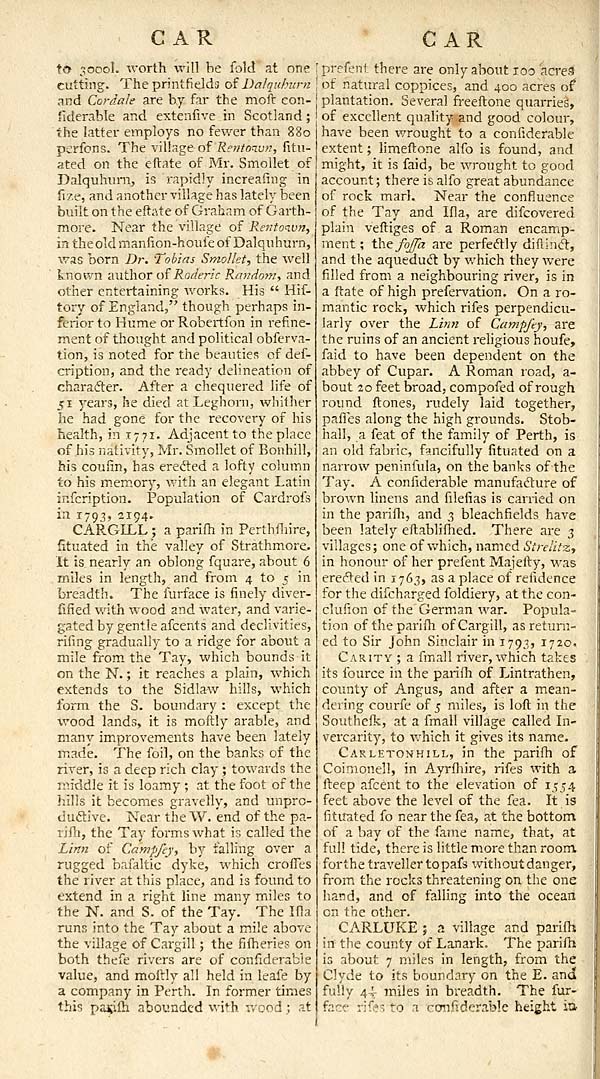 CAR
to 3000l. worth will be ſold at one
cutting. The printfields of Dalquhurn
and Cordale are by far the moſt con-
ſiderable and extenſive in Scotland;
the latter employs no fewer than 880
perſons. The village of Rentown, ſitu-
ated on the eſtate of Mr. Smollet of
Dalquhurn, is rapidly increaſing in
ſize, and another village has lately been
built on the eſtate of Graham of Garth-
more. Near the village of Rentown,
in the old manſion-houſe of Dalquhurn,
was born Dr. Tobias Smollet, the well
known author of Roderic Random, and
other entertaining works. His “ Hiſ-
tory of England,” though perhaps in-
ferior to Hume or Robertſon in refine-
ment of thought and political obſerva-
tion, is noted for the beauties of deſ-
cription, and the ready delineation of
character. After a chequered life of
51 years, he died at Leghorn, whither
he had gone for the recovery of his
health, in 1771. Adjacent to the place
of his nativity, Mr. Smollet of Bonhill,
his couſin, has erected a lofty column
to his memory, with an elegant Latin
inſcription. Population of Cardroſs
in 1793, 2194.
CARGILL; a pariſh in Perthſhire,
ſituated in the valley of Strathmore.
It is nearly an oblong ſquare, about 6
miles in length, and from 4 to 5 in
breadth. The ſurface is finely diver-
ſified with wood and water, and varie-
gated by gentle aſcents and declivities,
riſing gradually to a ridge for about a
mile from the Tay, which bounds it
on the N.; it reaches a plain, which
extends to the Sidlaw hills, which
form the S. boundary: except the
wood lands, it is moſtly arable, and
many improvements have been lately
made. The ſoil, on the banks of the
river, is a deep rich clay; towards the
middle it is loamy; at the foot of the
hills it becomes gravelly, and unpro-
ductive. Near the W. end of the pa-
riſh, the Tay forms what is called the
Linn of Campſey, by falling over a
rugged baſaltic dyke, which croſſes
the river at this place, and is found to
extend in a right line many miles to
the N. and S. of the Tay. The Iſla
runs into the Tay about a mile above
the village of Cargill; the fiſheries on
both theſe rivers are of conſiderable
value, and moſtly all held in leaſe by
a company in Perth. In former times
this pariſh abounded with wood; at
CAR
preſent there are only about 100 acres
of natural coppices, and 400 acres of
plantation. Several freeſtone quarries,
of excellent quality and good colour,
have been wrought to a conſiderable
extent; limeſtone alſo is found, and
might, it is ſaid, be wrought to good
account; there is alſo great abundance
of rock marl. Near the confluence
of the Tay and Iſla, are diſcovered
plain veſtiges of a Roman encamp-
ment; the foſſa are perfectly diſtinct,
and the aqueduct by which they were
filled from a neighbouring river, is in
a ſtate of high preſervation. On a ro-
mantic rock, which riſes perpendicu-
larly over the Linn of Campſey, are
the ruins of an ancient religious houſe,
ſaid to have been dependent on the
abbey of Cupar. A Roman road, a-
bout 20 feet broad, compoſed of rough
round ſtones, rudely laid together,
paſſes along the high grounds. Stob-
hall, a ſeat of the family of Perth, is
an old fabric, fancifully ſituated on a
narrow peninſula, on the banks of the
Tay. A conſiderable manufacture of
brown linens and ſileſias is carried on
in the pariſh, and 3 bleachfields have
been lately eſtabliſhed. There are 3
villages; one of which, named Strelitz,
in honour of her preſent Majeſty, was
erected in 1763, as a place of reſidence
for the diſcharged ſoldiery, at the con-
cluſion of the German war. Popula-
tion of the pariſh of Cargill, as return-
ed to Sir John Sinclair in 1793, 1720.
CARITY; a ſmall river, which takes
its ſource in the pariſh of Lintrathen,
county of Angus, and after a mean-
dering courſe of 5 miles, is loſt in the
Southeſk, at a ſmall village called In-
vercarity, to which it gives its name.
CARLETONHILL, in the pariſh of
Coimonell, in Ayrſhire, riſes with a
ſteep aſcent to the elevation of 1554
feet above the level of the ſea. It is
ſituated ſo near the ſea, at the bottom
of a bay of the ſame name, that, at
full tide, there is little more than room
for the traveller to paſs without danger,
from the rocks threatening on the one
hand, and of falling into the ocean
on the other.
CARLUKE; a village and pariſh
in the county of Lanark. The pariſh
is about 7 miles in length, from the
Clyde to its boundary on the E. and
fully 4½ miles in breadth. The ſur-
face riſes to a conſiderable height in